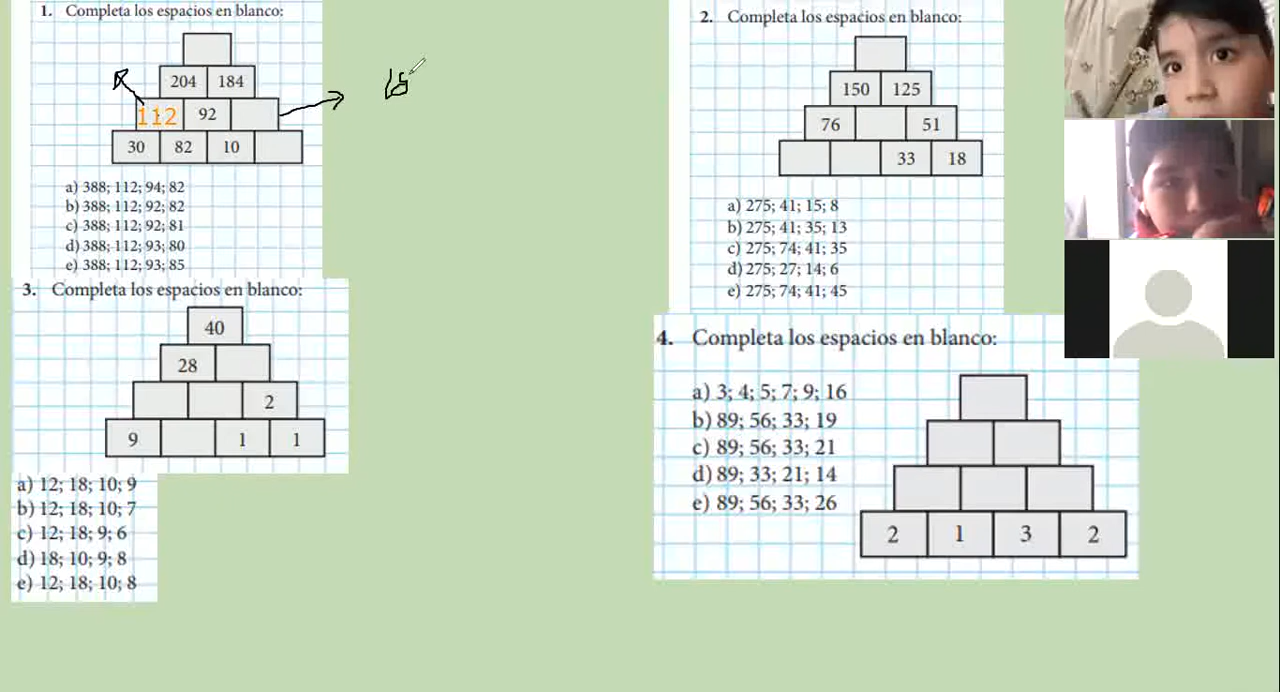 1. Completa los espacios en blanco:
204 184
112 92
30 82 10
a) 388; 112; 94; 82
b) 388; 112; 92; 82
c) 388; 112; 92; 81
d) 388; 112; 93; 80
e) 388; 112; 93; 85
2. Completa los espacios en blanco:
150 125
76 51
33 18
a) 275; 41; 15; 8
b) 275; 41; 35; 13
c) 275; 74; 41; 35
d) 275; 27; 14; 6
e) 275; 74; 41; 45
3. Completa los espacios en blanco:
40
28
2
9 1 1
a) 12; 18; 10; 9
b) 12; 18; 10; 7
c) 12; 18; 9; 6
d) 18; 10; 9; 8
e) 12; 18; 10; 8
4. Completa los espacios en blanco:
a) 3; 4; 5; 7; 9; 16
b) 89; 56; 33; 19
c) 89; 56; 33; 21
d) 89; 33; 21; 14
e) 89; 56; 33; 26
2 1 3 2